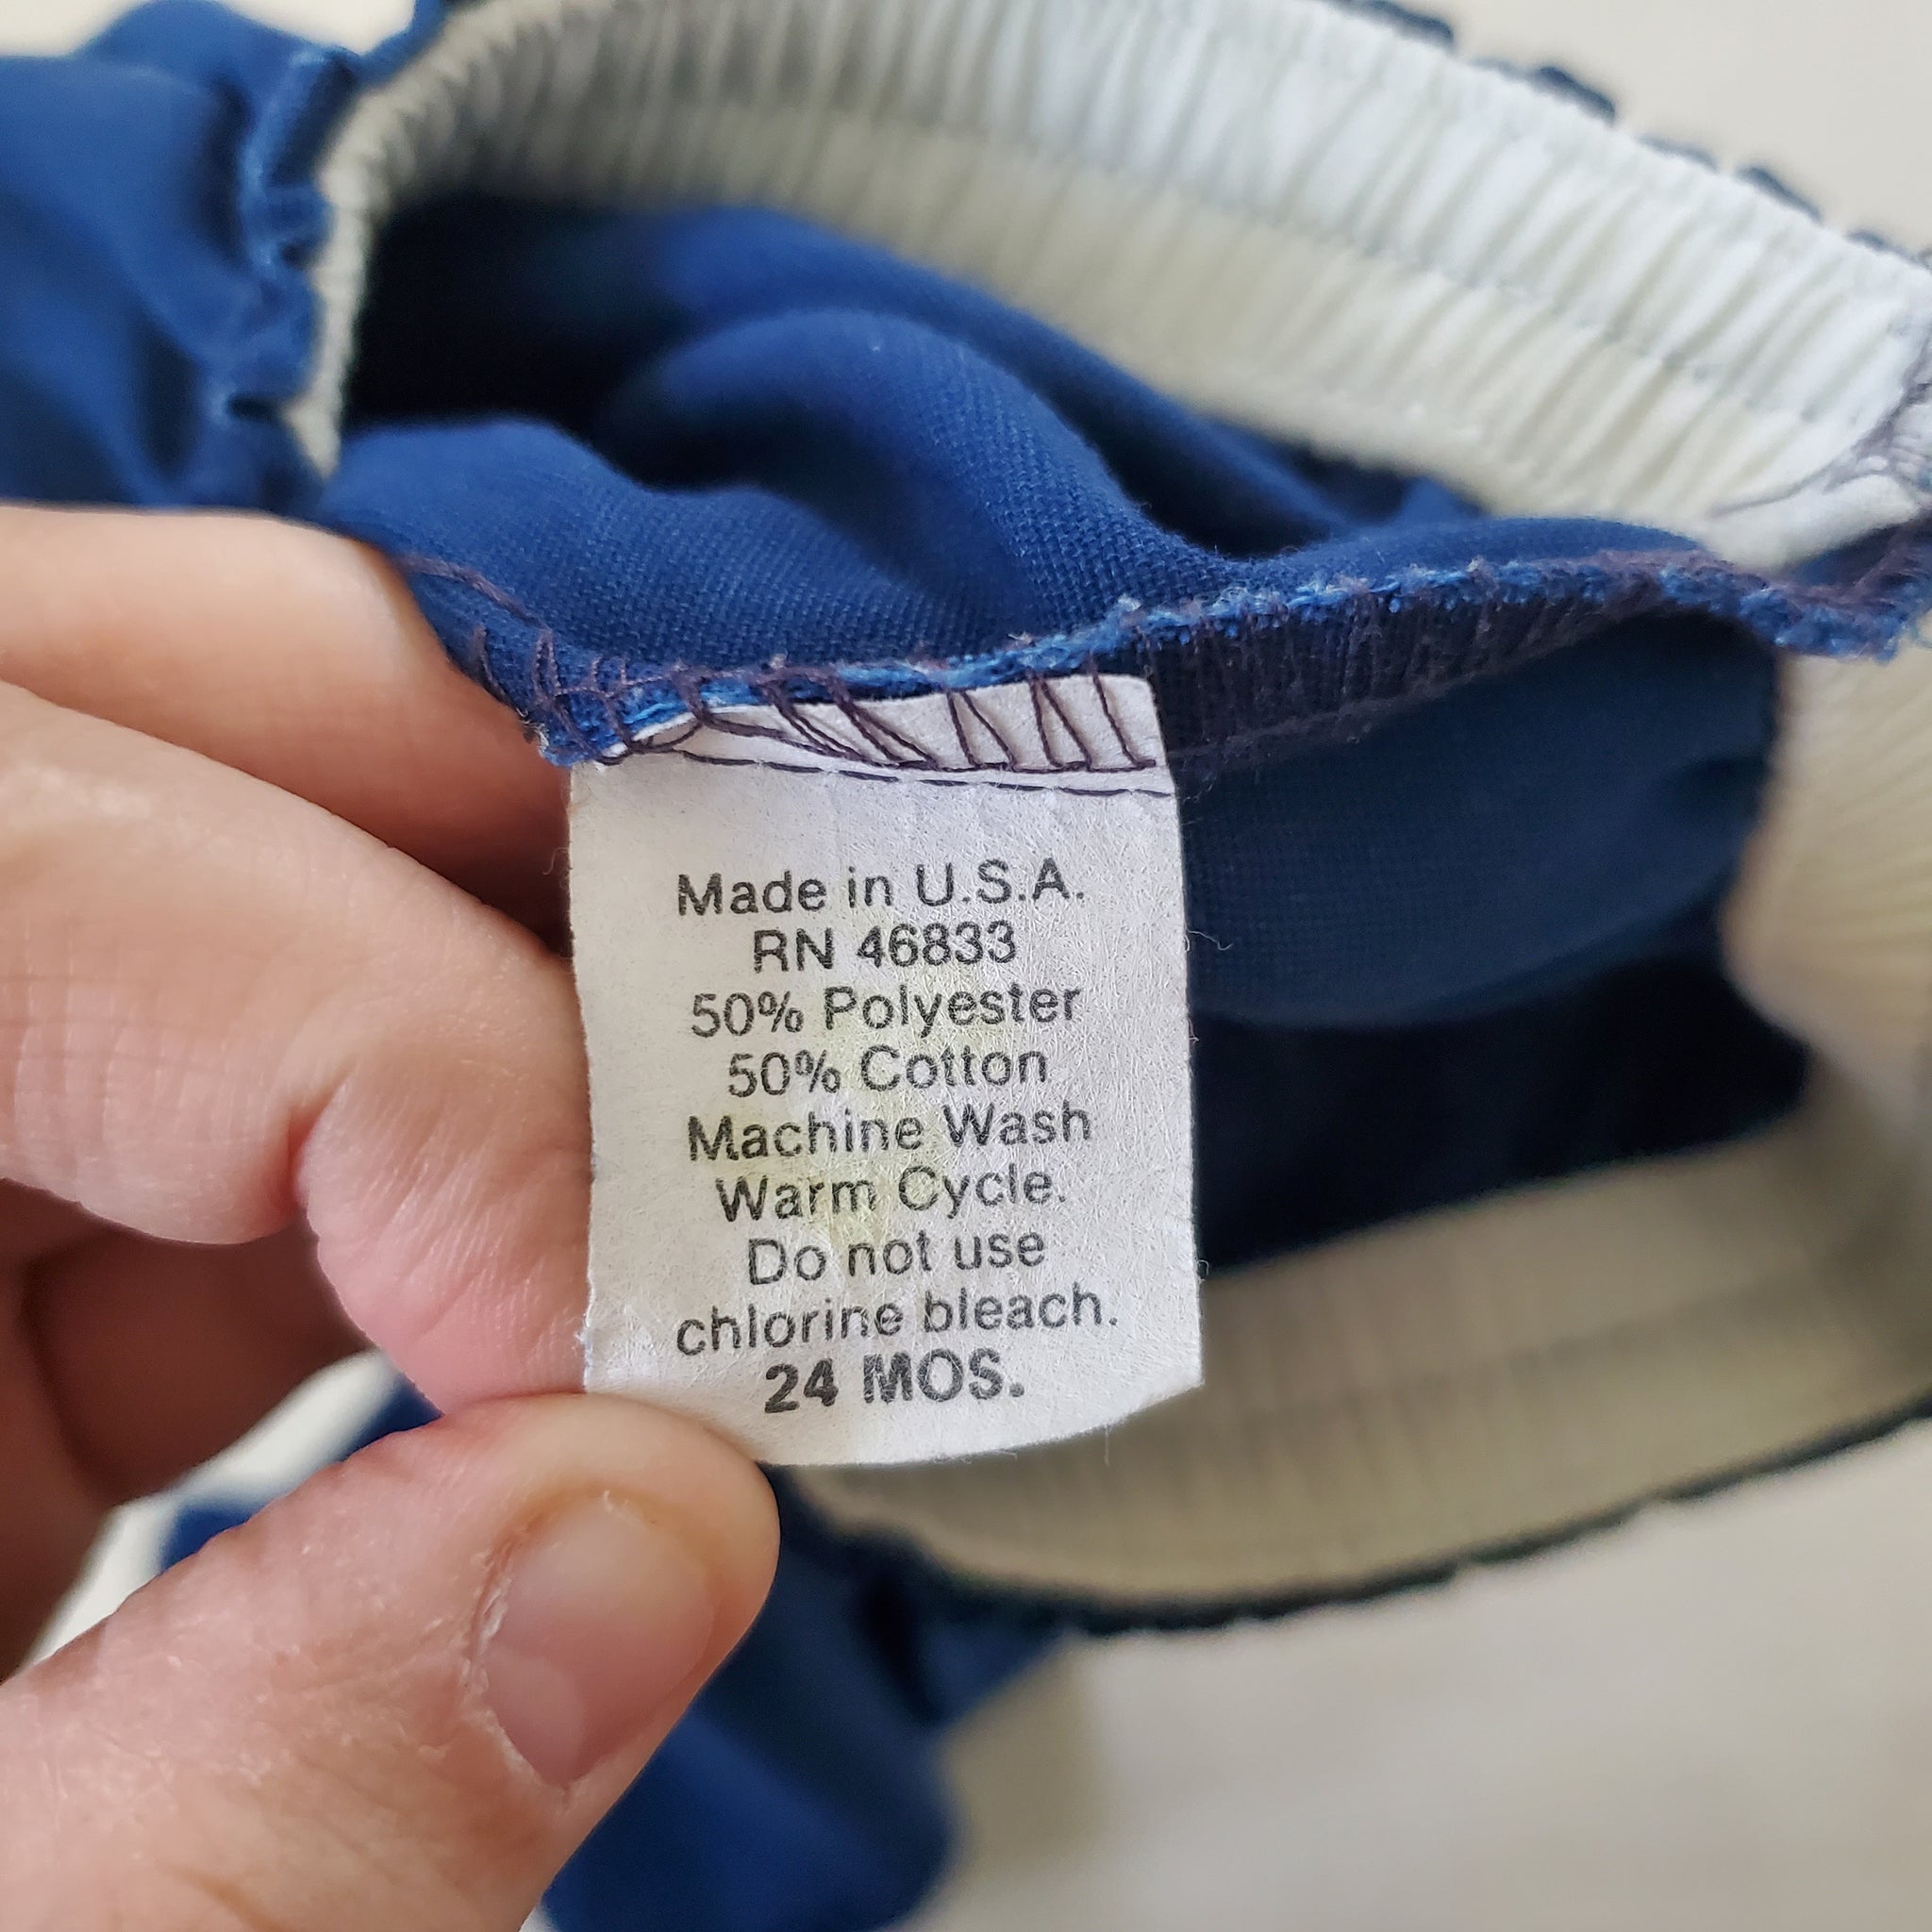 Made in U.S.A.
RN 46833
50% Polyester
50% Cotton
Machine Wash
Warm Cycle.
Do not use
chlorine bleach.
24 MOS.